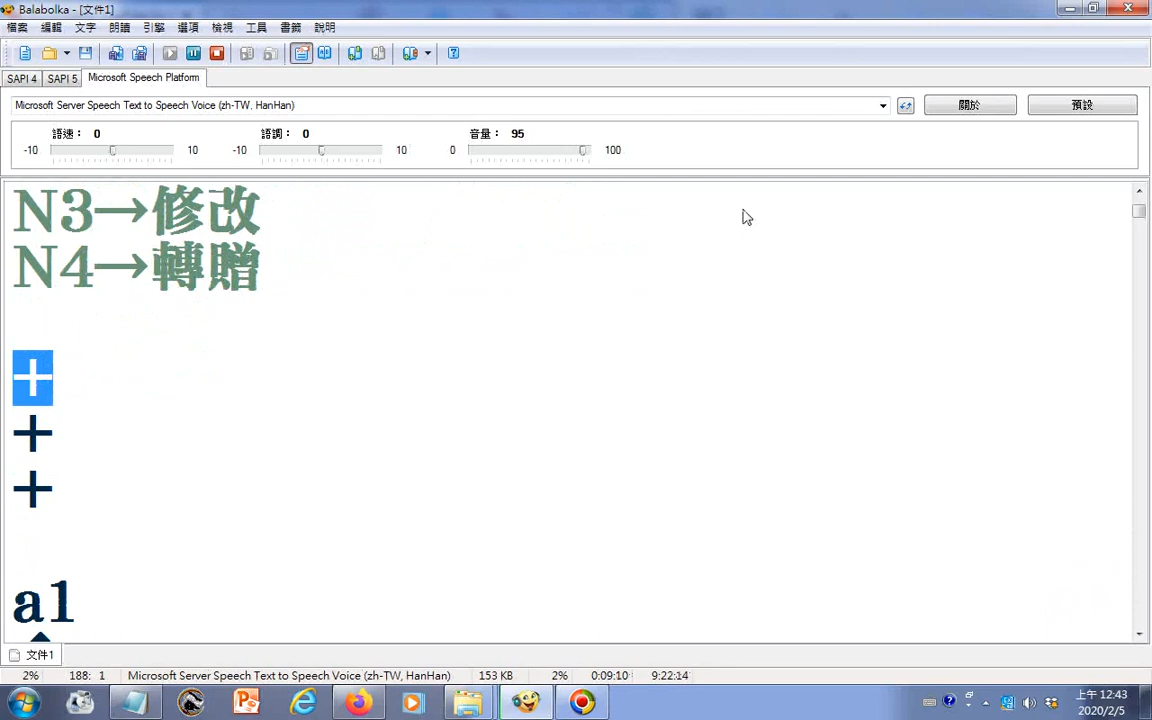 Balabolka - [文件1]
檔案 編輯 文字 朗讀 引擎 選項 檢視 工具 書籤 說明
SAPI 4 SAPI 5 Microsoft Speech Platform
Microsoft Server Speech Text to Speech Voice (zh-TW, HanHan) 關於 預設
語速： 0 語調： 0 音量： 95
-10 10 -10 10 0 100
N3→修改
N4→轉贈
+
+
+
a1
文件1
2% 188: 1 Microsoft Server Speech Text to Speech Voice (zh-TW, HanHan) 153 KB 2% 0:09:10 9:22:14
上午 12:43
2020/2/5